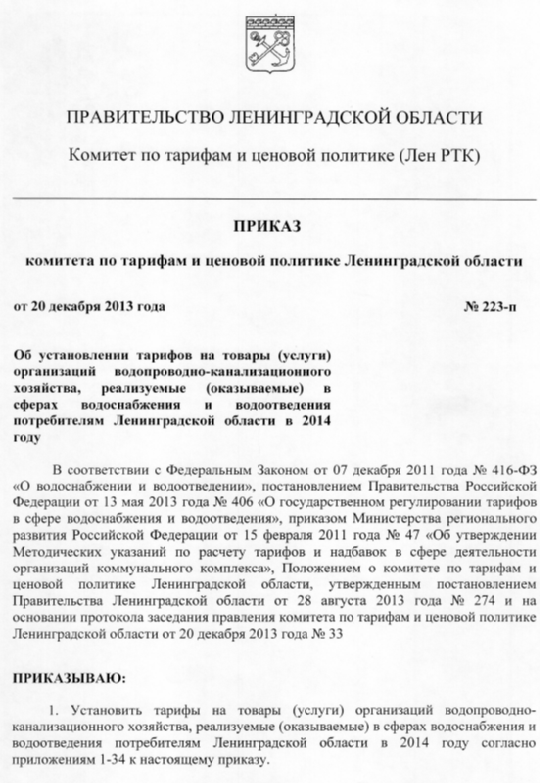 ПРАВИТЕЛЬСТВО ЛЕНИНГРАДСКОЙ ОБЛАСТИ
Комитет по тарифам и ценовой политике (Лен РТК)
ПРИКАЗ
комитета по тарифам и ценовой политике Ленинградской области
от 20 декабря 2013 года № 223-п
Об установлении тарифов на товары (услуги)
организаций водопроводно-канализационного
хозяйства, реализуемые (оказываемые) в
сферах водоснабжения и водоотведения
потребителям Ленинградской области в 2014
году
В соответствии с Федеральным Законом от 07 декабря 2011 года № 416-ФЗ
«О водоснабжении и водоотведении», постановлением Правительства Российской
Федерации от 13 мая 2013 года № 406 «О государственном регулировании тарифов
в сфере водоснабжения и водоотведения», приказом Министерства регионального
развития Российской Федерации от 15 февраля 2011 года № 47 «Об утверждении
Методических указаний по расчету тарифов и надбавок в сфере деятельности
организаций коммунального комплекса», Положением о комитете по тарифам и
ценовой политике Ленинградской области, утвержденным постановлением
Правительства Ленинградской области от 28 августа 2013 года № 274 и на
основании протокола заседания правления комитета по тарифам и ценовой политике
Ленинградской области от 20 декабря 2013 года № 33
ПРИКАЗЫВАЮ:
1. Установить тарифы на товары (услуги) организаций водопроводно-
канализационного хозяйства, реализуемые (оказываемые) в сферах водоснабжения и
водоотведения потребителям Ленинградской области в 2014 году согласно
приложениям 1-34 к настоящему приказу.